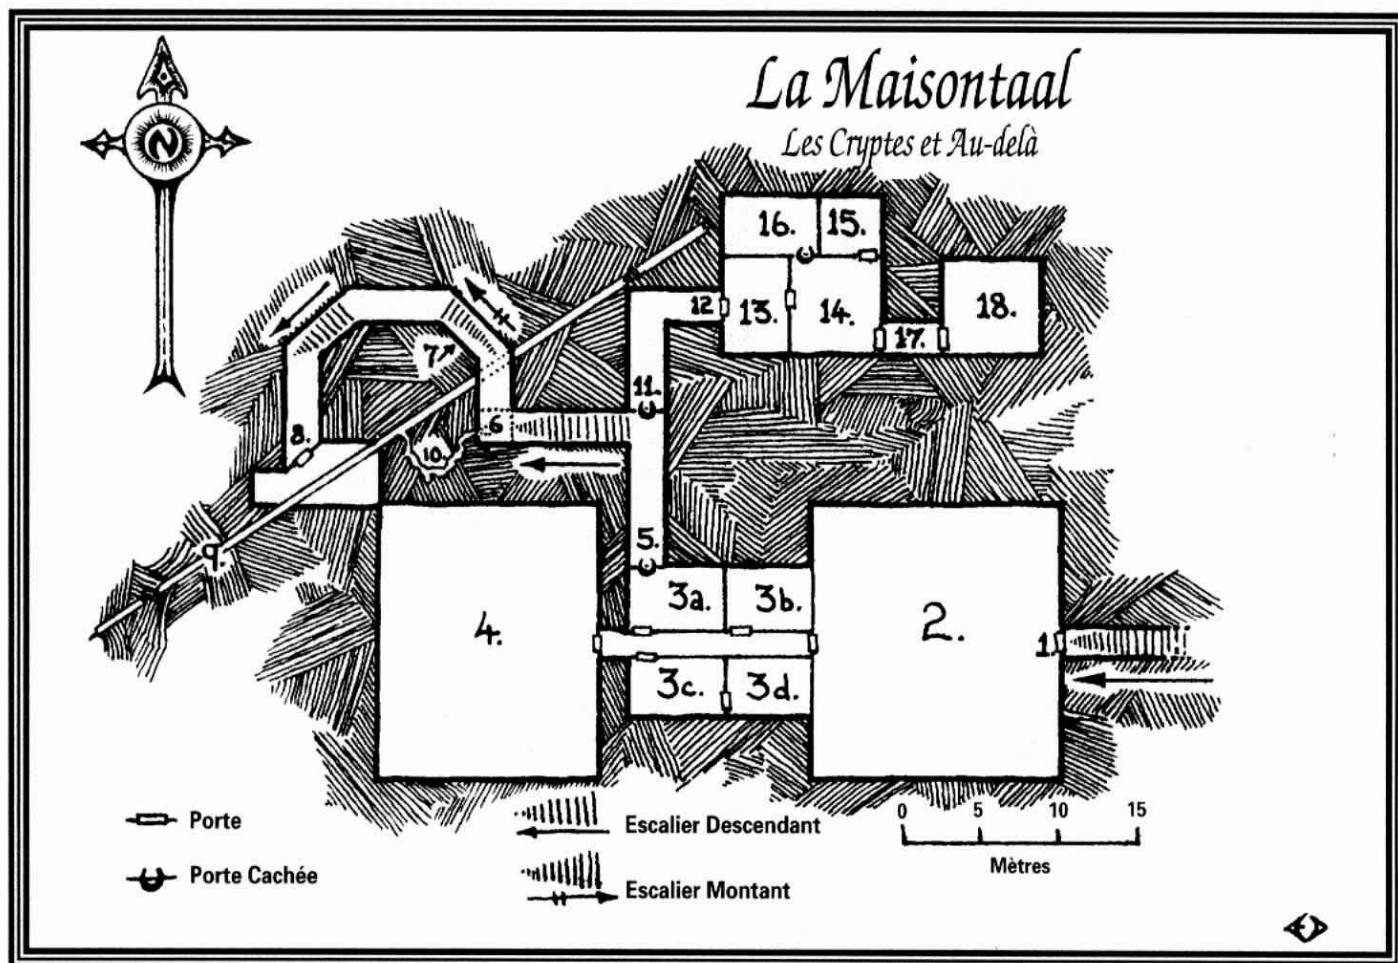 N
La Maisontaal
Les Cryptes et Au-delà
16. 15.
12 13. 14. 17. 18.
7
11.
8. 10. 6
9. 5.
3a. 3b.
4. 2. 1.
3c. 3d.
Porte
Porte Cachée
Escalier Descendant
Escalier Montant
0 5 10 15
Mètres